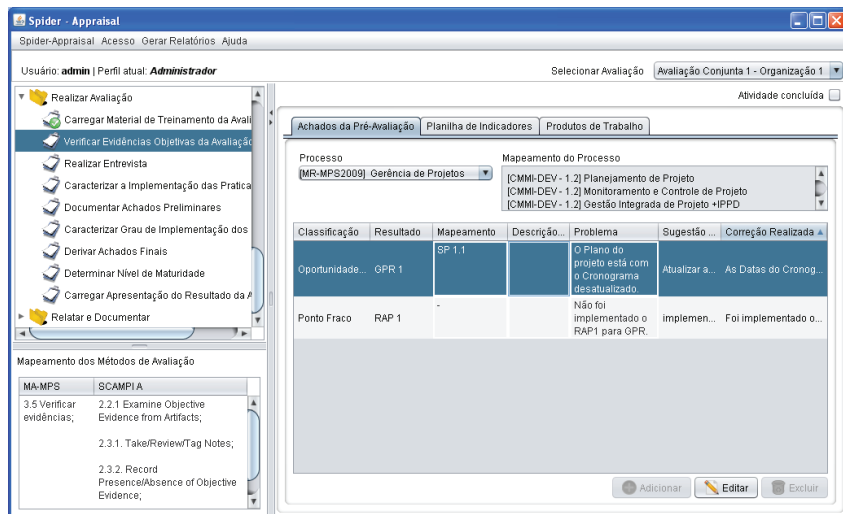 Spider - Appraisal
Spider-Appraisal Acesso Gerar Relatórios Ajuda
Usuário: admin | Perfil atual: Administrador
Selecionar Avaliação
Avaliação Conjunta 1 - Organização 1
Atividade concluída
Realizar Avaliação
Carregar Material de Treinamento da Avali
Verificar Evidências Objetivas da Avaliação
Realizar Entrevista
Caracterizar a Implementação das Pratica
Documentar Achados Preliminares
Caracterizar Grau de Implementação dos
Derivar Achados Finais
Determinar Nível de Maturidade
Carregar Apresentação do Resultado da A
Relatar e Documentar
Mapeamento dos Métodos de Avaliação
MA-MPS SCAMPI A
3.5 Verificar evidências;
2.2.1 Examine Objective
Evidence from Artifacts;
2.3.1. Take/Review/Tag Notes;
2.3.2. Record
Presence/Absence of Objective
Evidence;
Achados da Pré-Avaliação Planilha de Indicadores Produtos de Trabalho
Processo
[MR-MPS2009] Gerência de Projetos
Mapeamento do Processo
[CMMI-DEV - 1.2] Planejamento de Projeto
[CMMI-DEV - 1.2] Monitoramento e Controle de Projeto
[CMMI-DEV - 1.2] Gestão Integrada de Projeto +IPPD
Classificação Resultado Mapeamento Descrição... Problema Sugestão ... Correção Realizada
Oportunidade... GPR 1 SP 1.1
O Plano do
projeto está com
o Cronograma
desatualizado.
Atualizar a... As Datas do Cronog...
Ponto Fraco RAP 1 -
Não foi
implementado o
RAP1 para GPR.
implemen... Foi implementado o...
Adicionar Editar Excluir